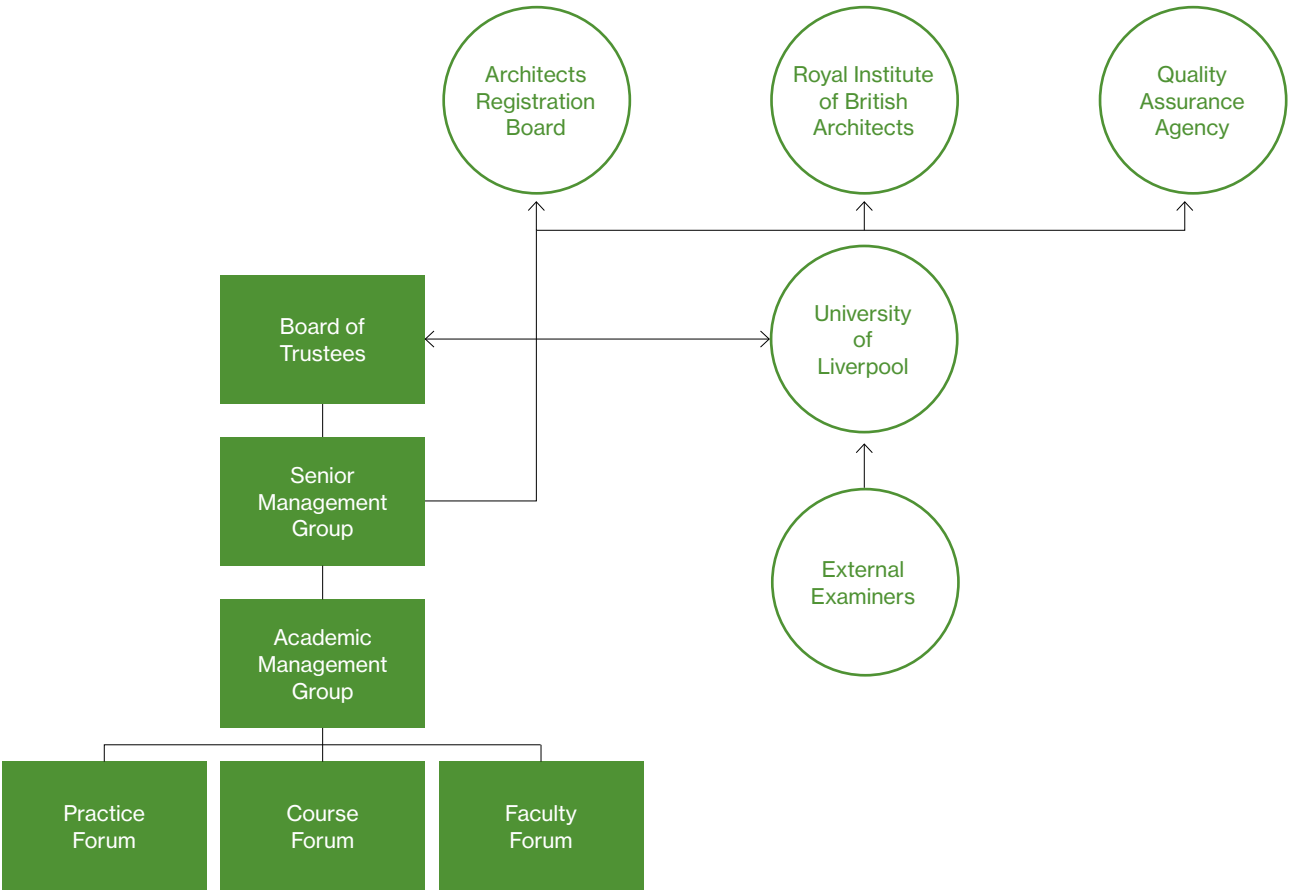 Architects
Registration
Board
Royal Institute
of British
Architects
Quality
Assurance
Agency
Board of
Trustees
University
of
Liverpool
Senior
Management
Group
External
Examiners
Academic
Management
Group
Practice
Forum
Course
Forum
Faculty
Forum